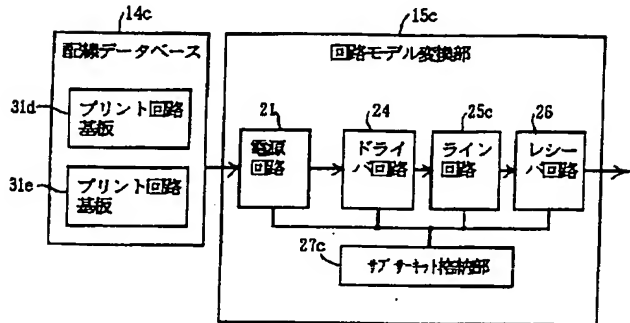 14c
15c
配線データベース
回路モデル変換部
31d
プリント回路
基板
31e
プリント回路
基板
21
電源
回路
24
ドライ
バ回路
25c
ライン
回路
26
レシー
バ回路
27c
サブサーキット格納部